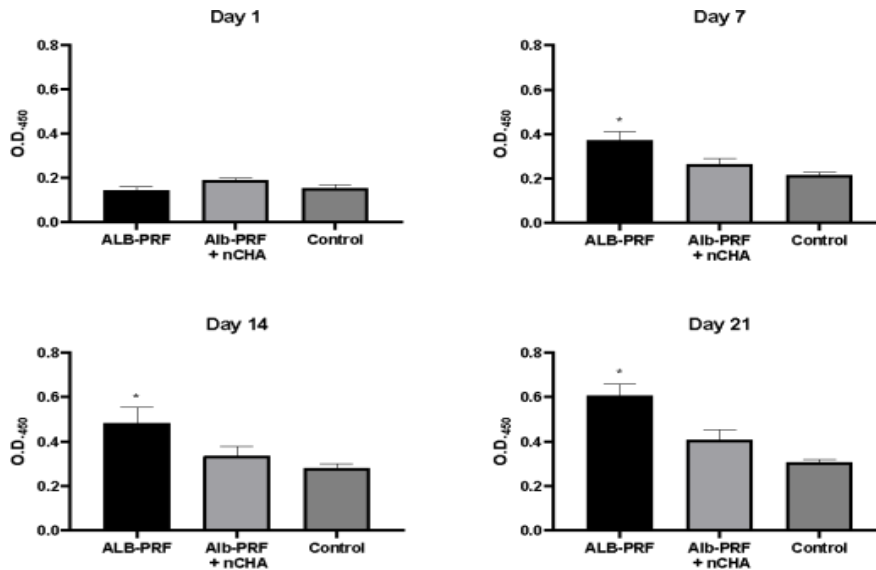 Day 1
0.8
0.6
0.4
0.2
0.0
O.D.450
ALB-PRF
Alb-PRF
+ nCHA
Control
Day 7
0.8
0.6
0.4
0.2
0.0
O.D.450
*
ALB-PRF
Alb-PRF
+ nCHA
Control
Day 14
0.8
0.6
0.4
0.2
0.0
O.D.450
*
ALB-PRF
Alb-PRF
+ nCHA
Control
Day 21
0.8
0.6
0.4
0.2
0.0
O.D.450
*
ALB-PRF
Alb-PRF
+ nCHA
Control